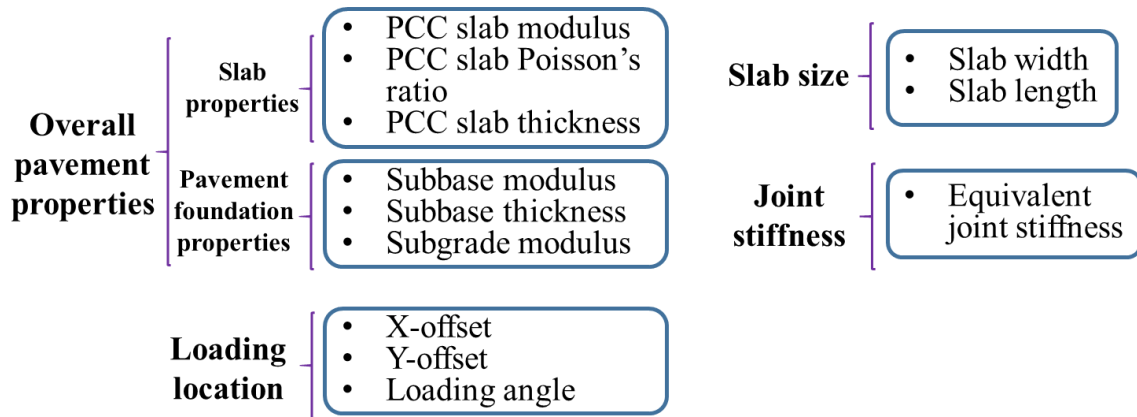 Overall
pavement
properties
Slab
properties
• PCC slab modulus
• PCC slab Poisson's
ratio
• PCC slab thickness
Pavement
foundation
properties
• Subbase modulus
• Subbase thickness
• Subgrade modulus
Loading
location
• X-offset
• Y-offset
• Loading angle
Slab size
• Slab width
• Slab length
Joint
stiffness
• Equivalent
joint stiffness